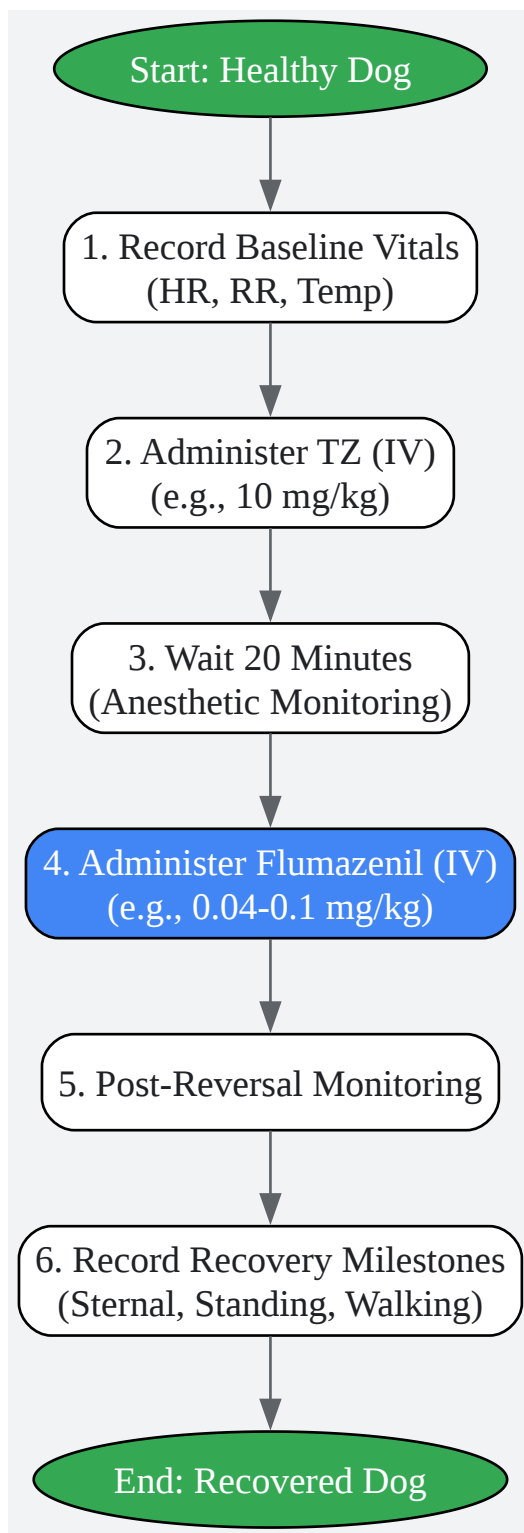 Start: Healthy Dog
1. Record Baseline Vitals
(HR, RR, Temp)
2. Administer TZ (IV)
(e.g., 10 mg/kg)
3. Wait 20 Minutes
(Anesthetic Monitoring)
4. Administer Flumazenil (IV)
(e.g., 0.04-0.1 mg/kg)
5. Post-Reversal Monitoring
6. Record Recovery Milestones
(Sternal, Standing, Walking)
End: Recovered Dog